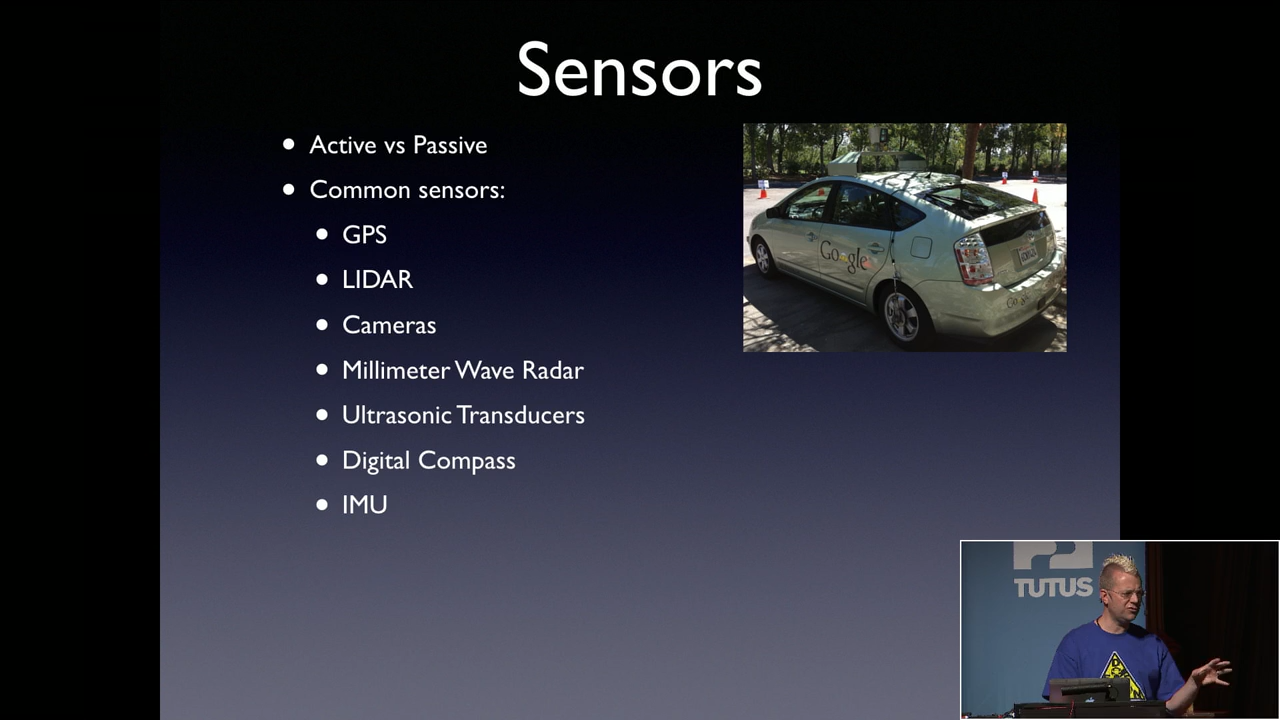 Sensors
Active vs Passive
Common sensors:
GPS
LIDAR
Cameras
Millimeter Wave Radar
Ultrasonic Transducers
Digital Compass
IMU
Google
TUTUS